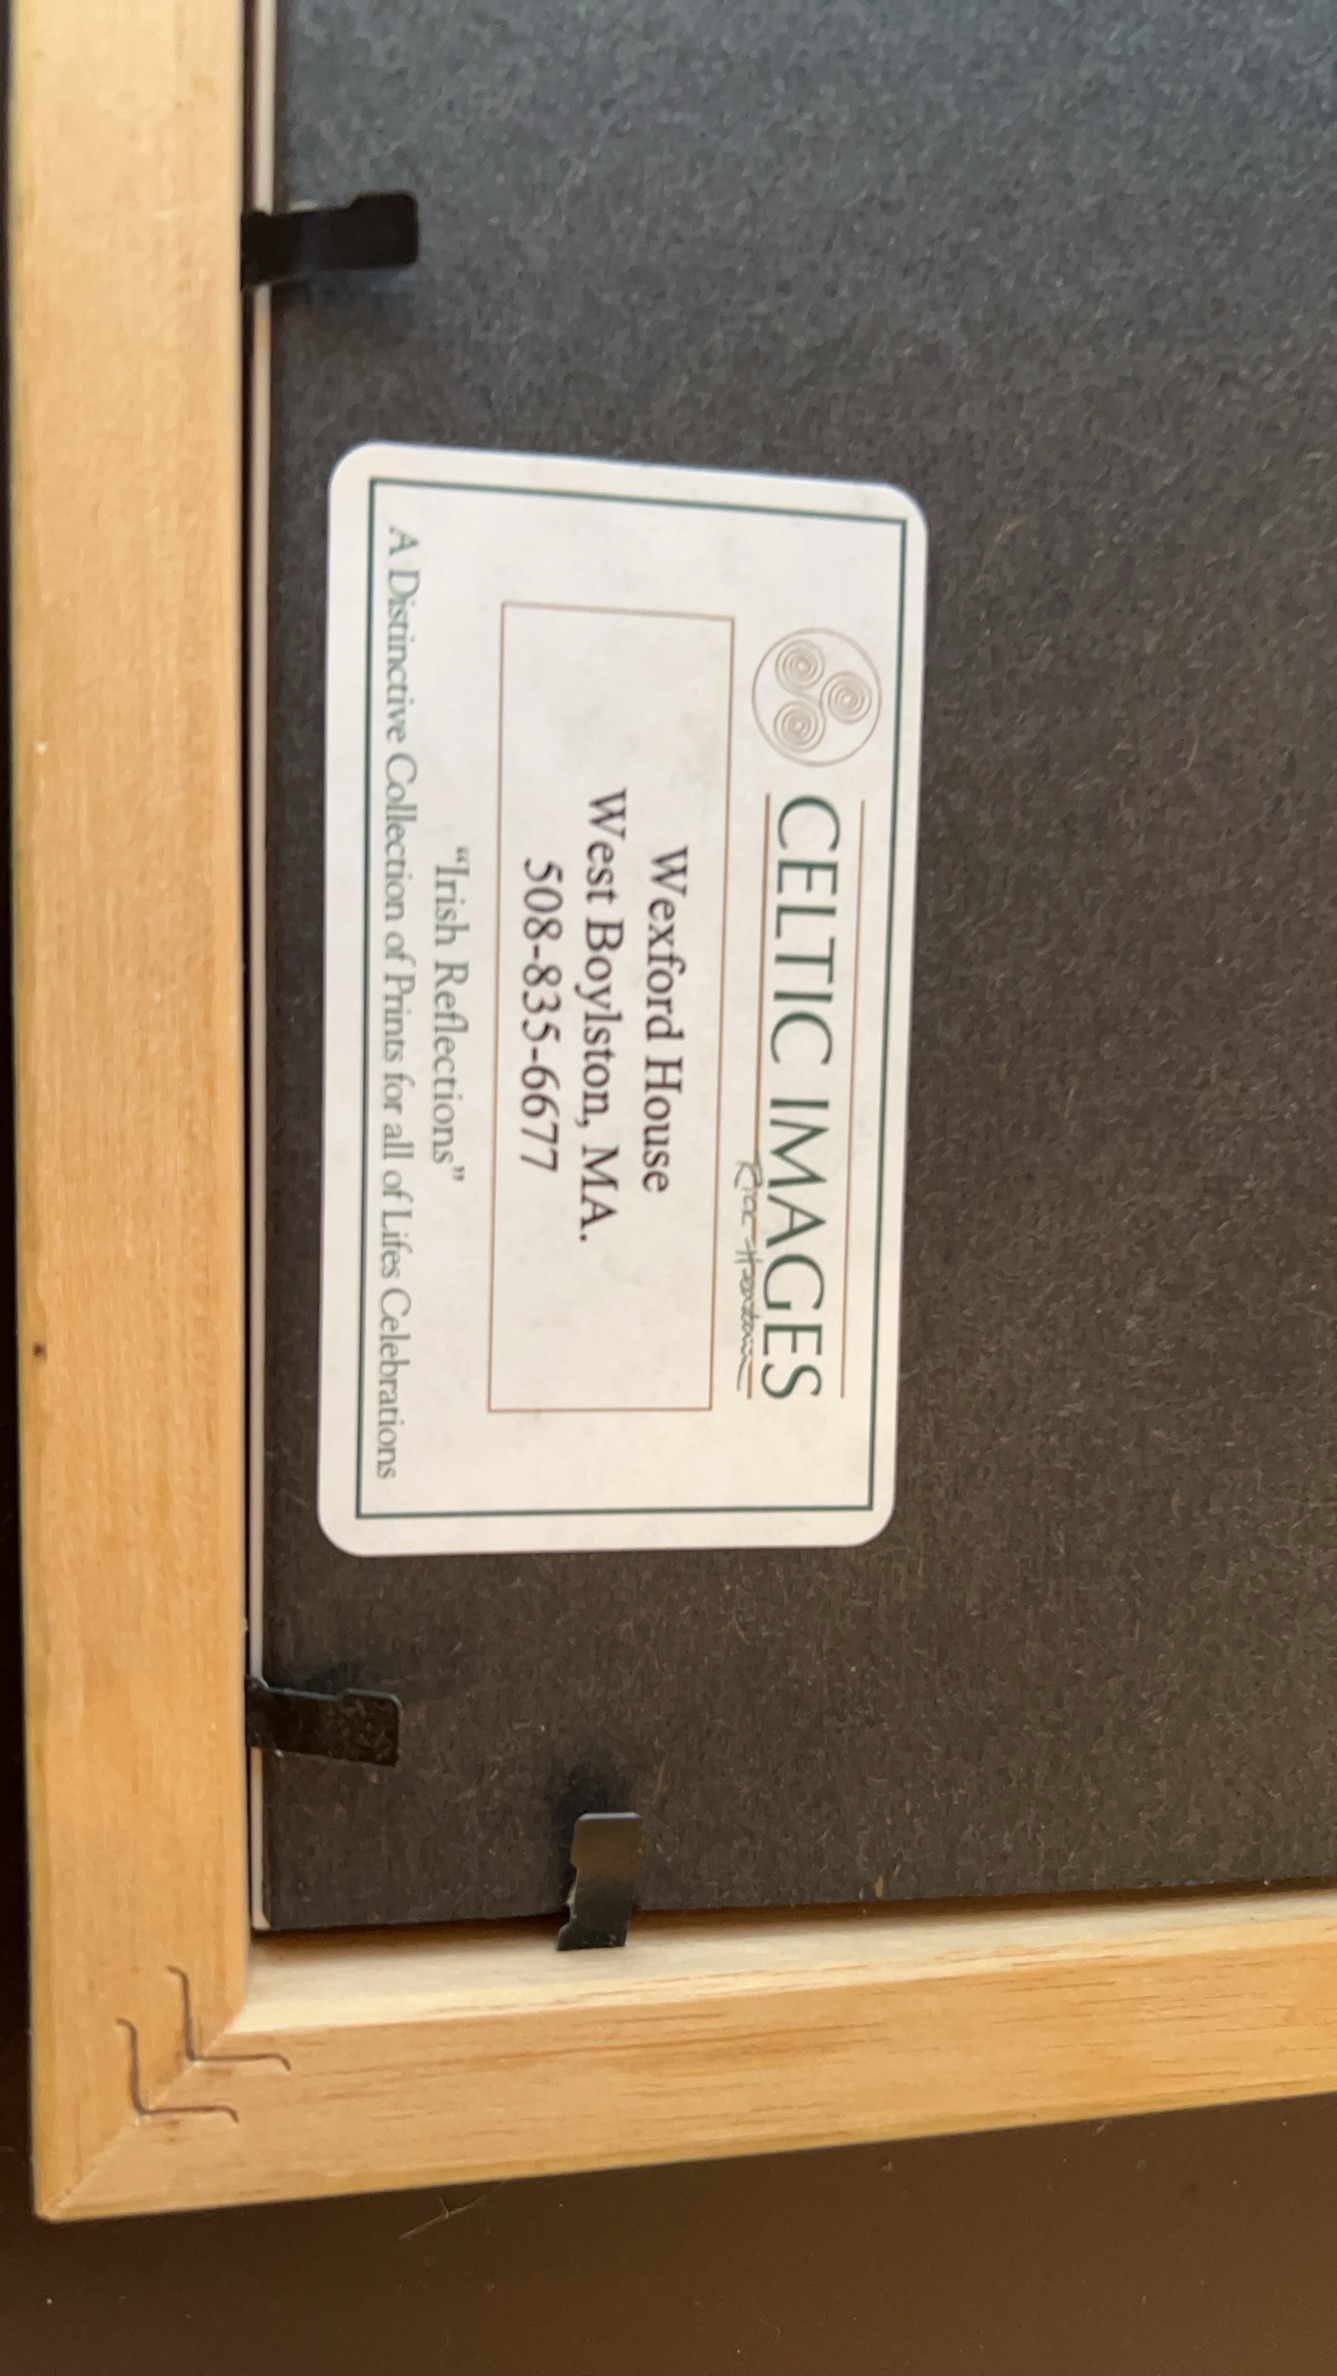 CELTIC IMAGES
Wexford House
West Boylston, MA.
508-835-6677
“Irish Reflections”
A Distinctive Collection of Prints for all of Lifes Celebrations